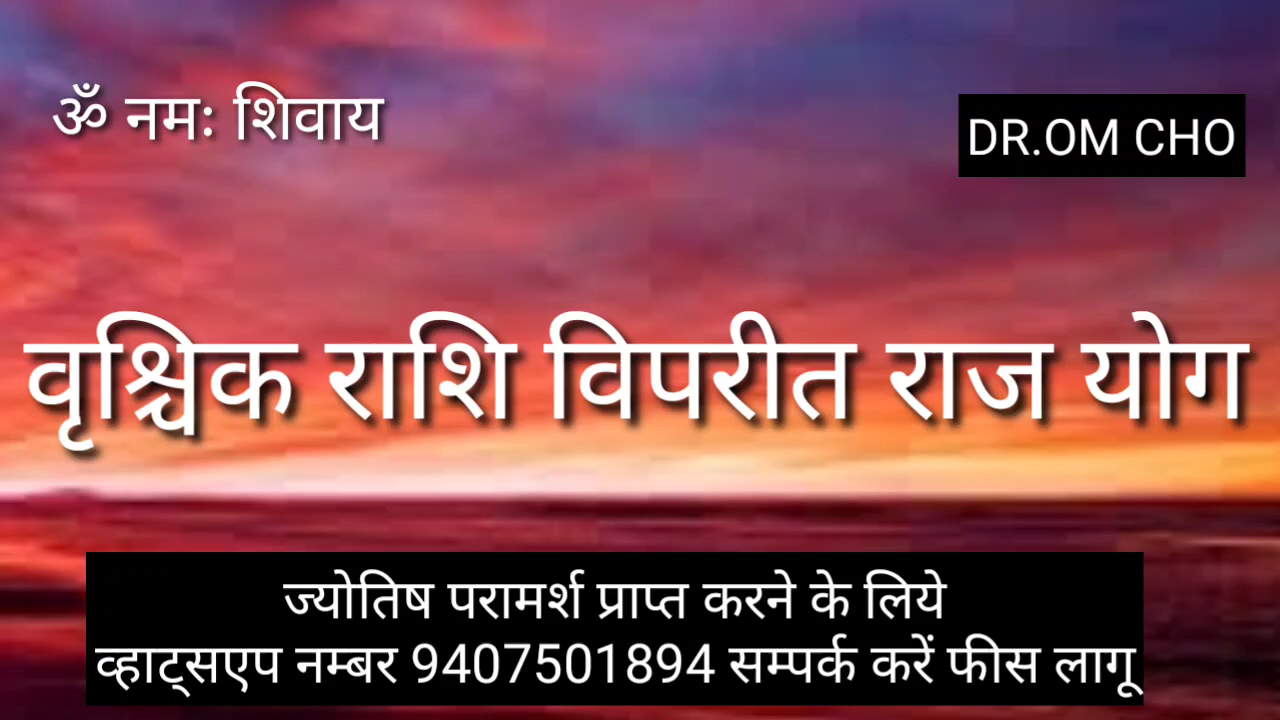 ॐ नमः शिवाय
DR.OM CHO
वृश्चिक राशि विपरीत राज योग
ज्योतिष परामर्श प्राप्त करने के लिये
व्हाट्सएप नम्बर 9407501894 सम्पर्क करें फीस लागू